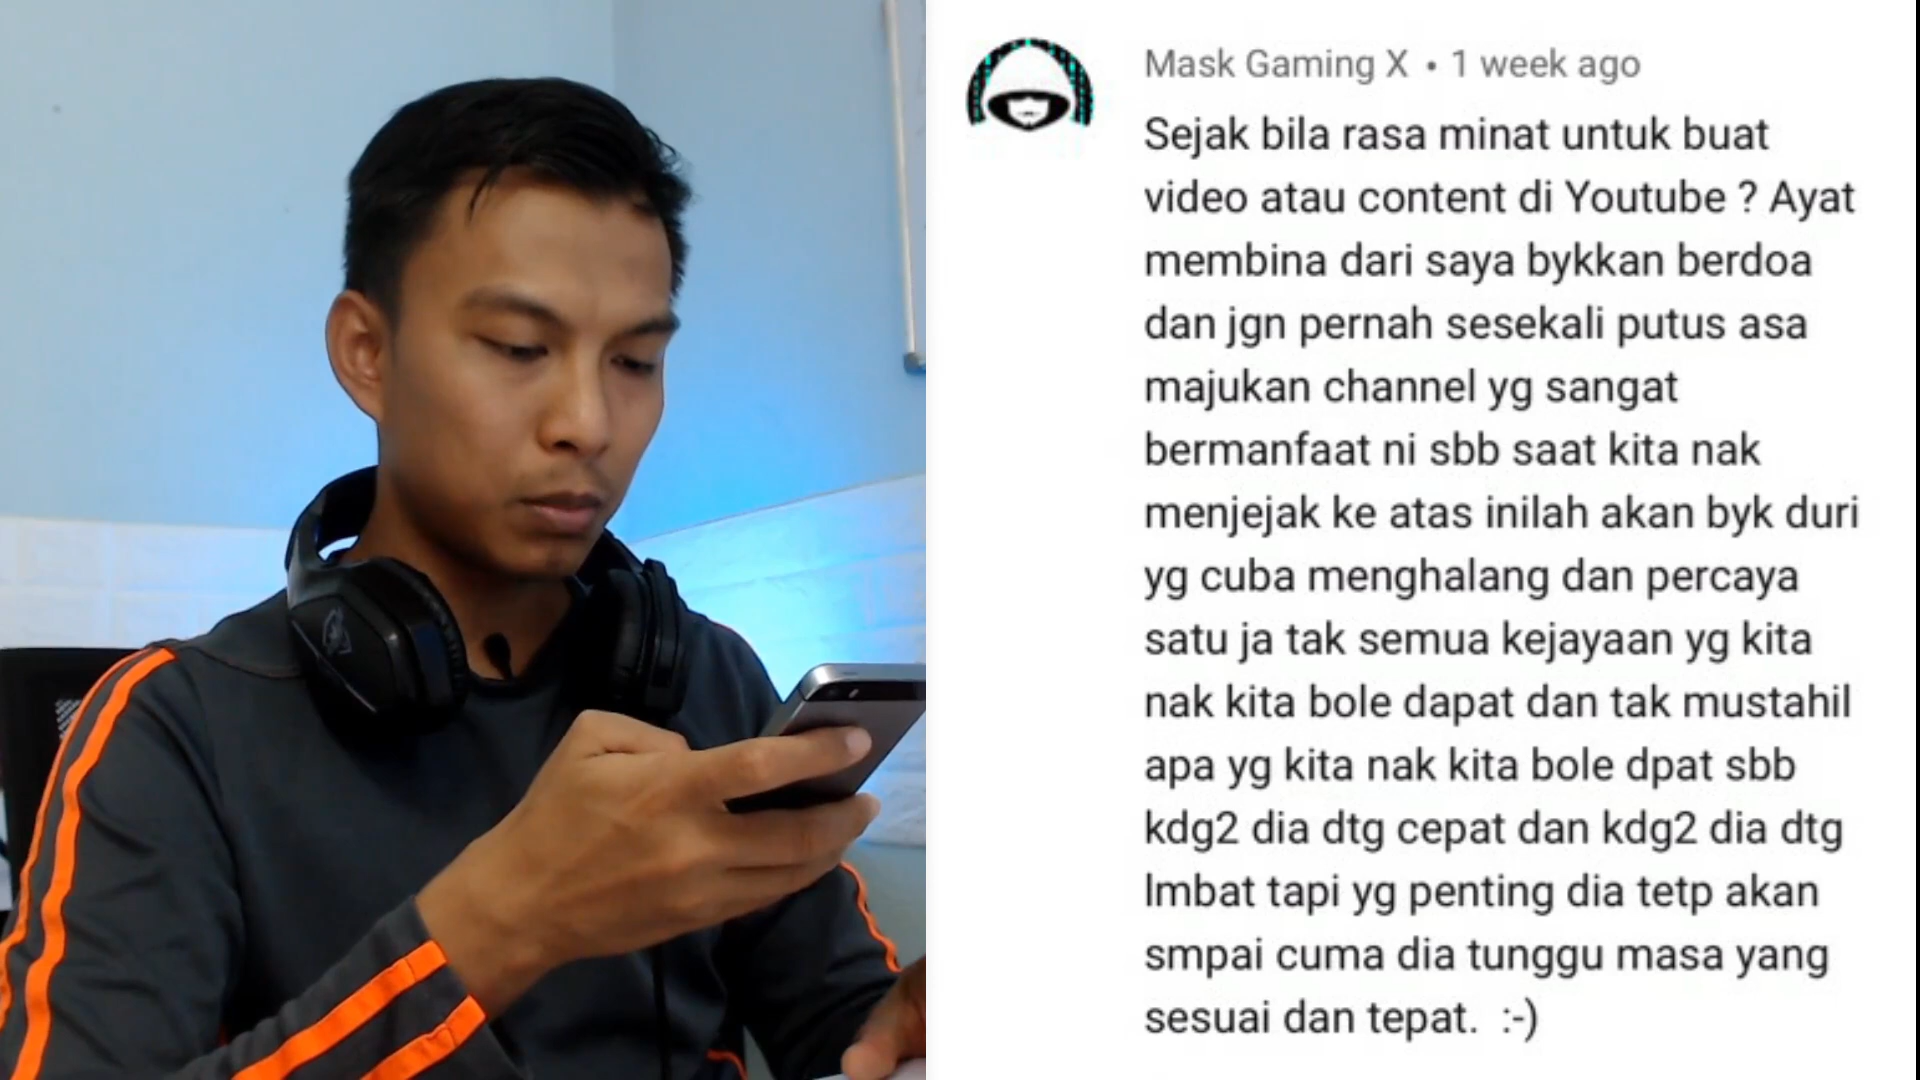 Mask Gaming X • 1 week ago
Sejak bila rasa minat untuk buat
video atau content di Youtube ? Ayat
membina dari saya bykkan berdoa
dan jgn pernah sesekali putus asa
majukan channel yg sangat
bermanfaat ni sbb saat kita nak
menjejak ke atas inilah akan byk duri
yg cuba menghalang dan percaya
satu ja tak semua kejayaan yg kita
nak kita bole dapat dan tak mustahil
apa yg kita nak kita bole dpat sbb
kdg2 dia dtg cepat dan kdg2 dia dtg
lmbat tapi yg penting dia tetp akan
smpai cuma dia tunggu masa yang
sesuai dan tepat.  :-)